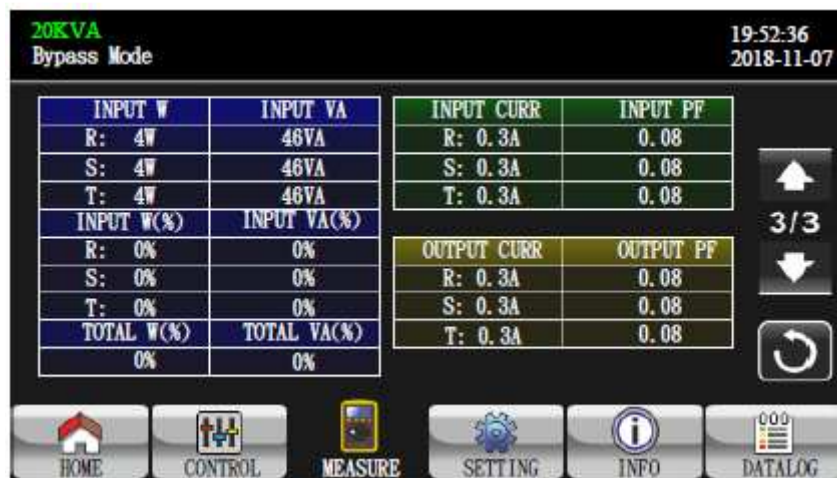 20KVA
Bypass Mode
19:52:36
2018-11-07
INPUT W INPUT VA
R: 4W 46VA
S: 4W 46VA
T: 4W 46VA
INPUT W(%) INPUT VA(%)
R: 0% 0%
S: 0% 0%
T: 0% 0%
TOTAL W(%) TOTAL VA(%)
0% 0%
INPUT CURR INPUT PF
R: 0.3A 0.08
S: 0.3A 0.08
T: 0.3A 0.08
OUTPUT CURR OUTPUT PF
R: 0.3A 0.08
S: 0.3A 0.08
T: 0.3A 0.08
3/3
HOME CONTROL MEASURE SETTING INFO DATALOG